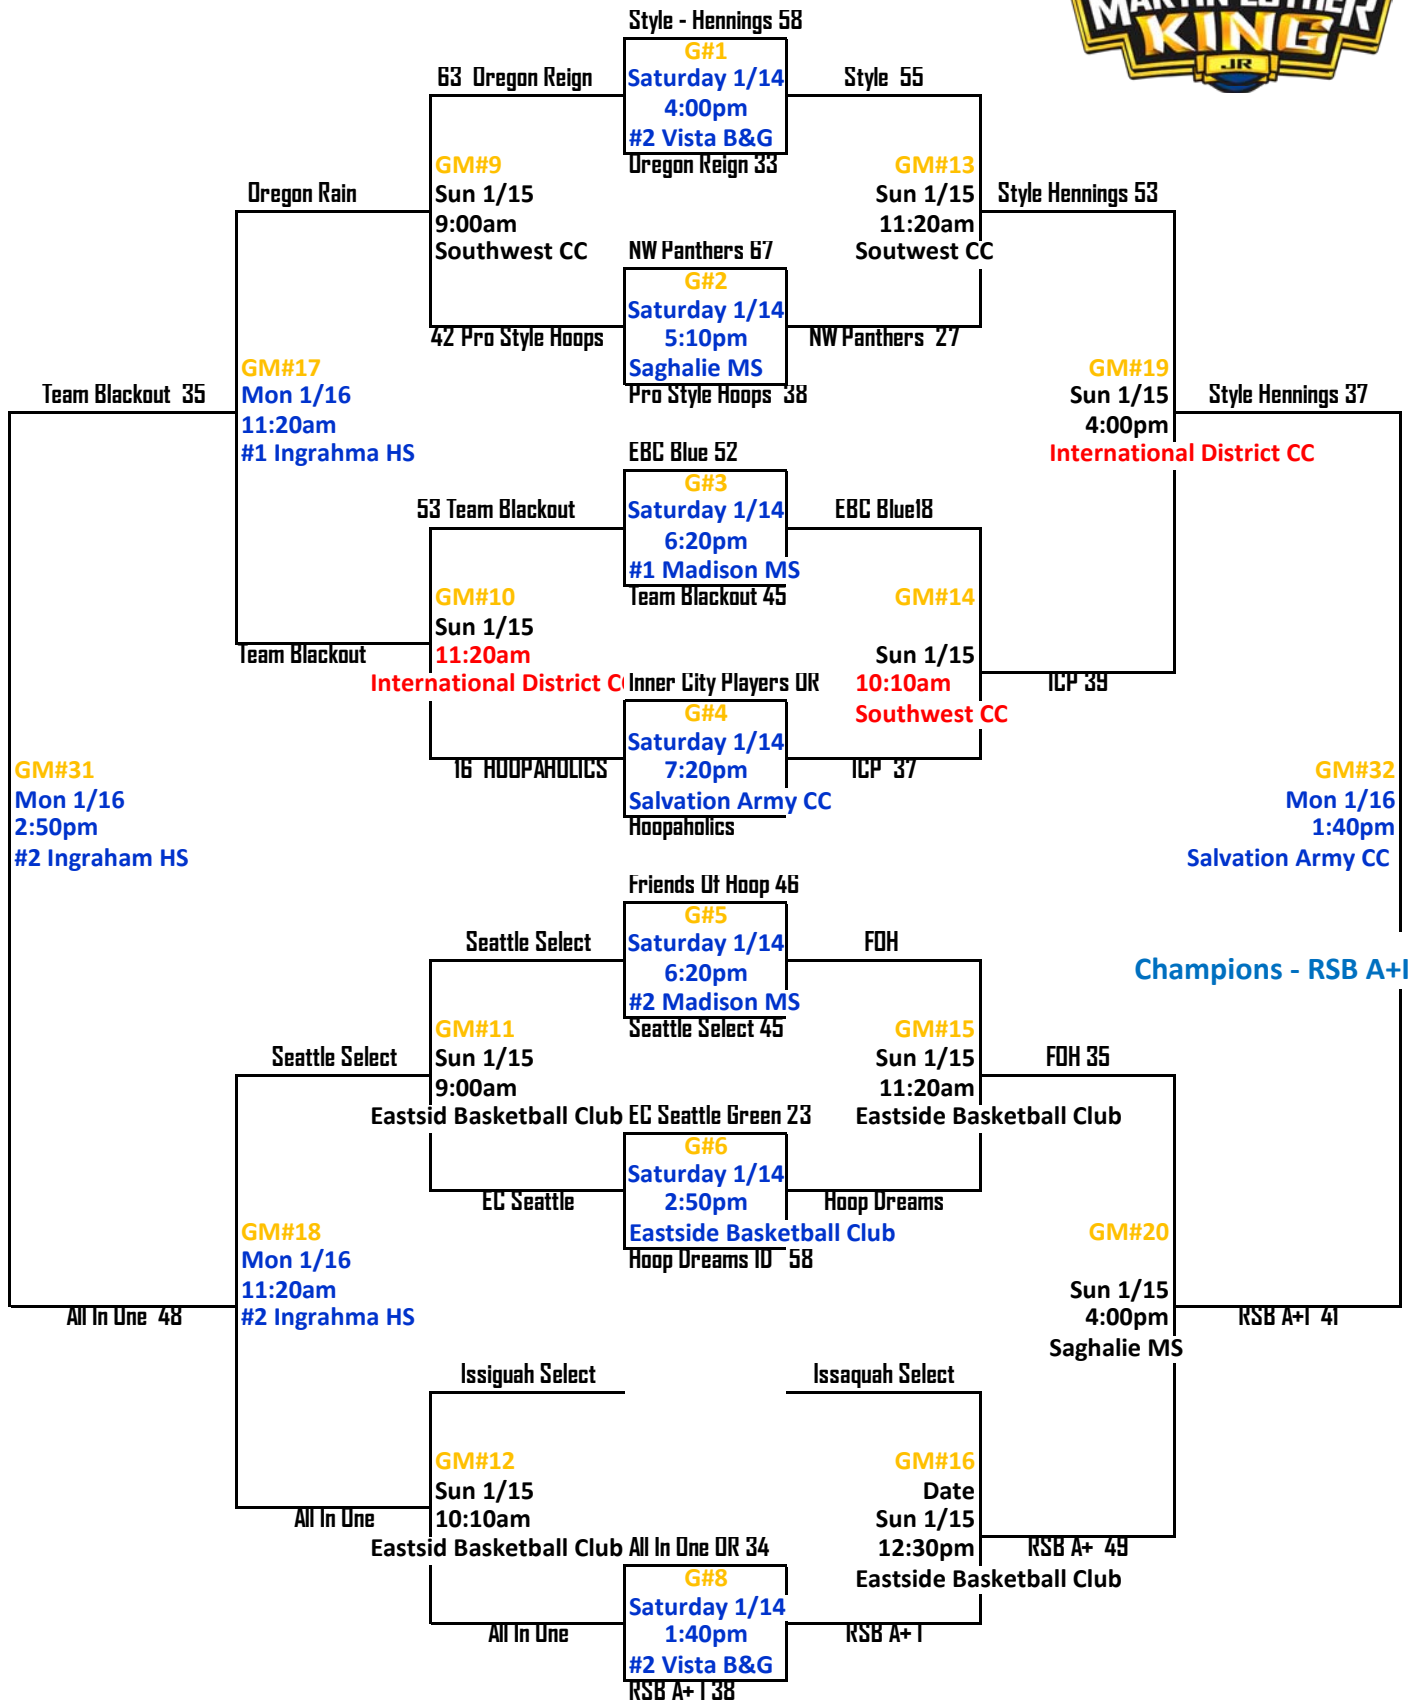 MARTIN LUTHER
KING
JR
Style - Hennings 58
G#1
63 Oregon Reign
Saturday 1/14
Style 55
4:00pm
#2 Vista B&G
Oregon Reign 33
GM#9
GM#13
Oregon Rain
Sun 1/15
Sun 1/15
Style Hennings 53
9:00am
11:20am
Southwest CC
NW Panthers 67
Soutwest CC
G#2
Saturday 1/14
42 Pro Style Hoops
5:10pm
NW Panthers 27
GM#17
Saghalie MS
GM#19
Team Blackout 35
Mon 1/16
Pro Style Hoops 38
Sun 1/15
Style Hennings 37
11:20am
4:00pm
#1 Ingrahma HS
EBC Blue 52
International District CC
G#3
53 Team Blackout
Saturday 1/14
EBC Blue18
6:20pm
#1 Madison MS
GM#10
Team Blackout 45
GM#14
Sun 1/15
Team Blackout
11:20am
Sun 1/15
International District C
Inner City Players OR
10:10am
ICP 39
G#4
Southwest CC
Saturday 1/14
16 HOOPAHOLICS
7:20pm
ICP 37
GM#31
GM#32
Mon 1/16
Salvation Army CC
Mon 1/16
2:50pm
Hoopaholics
1:40pm
#2 Ingraham HS
Salvation Army CC
Friends Of Hoop 46
G#5
Seattle Select
Saturday 1/14
FOH
6:20pm
Champions - RSB A+I
#2 Madison MS
GM#11
Seattle Select 45
GM#15
Seattle Select
Sun 1/15
Sun 1/15
FOH 35
9:00am
11:20am
Eastsid Basketball Club
EC Seattle Green 23
Eastside Basketball Club
G#6
Saturday 1/14
EC Seattle
2:50pm
Hoop Dreams
GM#18
Eastside Basketball Club
GM#20
Mon 1/16
Hoop Dreams ID 58
11:20am
Sun 1/15
All In One 48
#2 Ingrahma HS
4:00pm
RSB A+I 41
Saghalie MS
Issiguah Select
Issaquah Select
GM#12
GM#16
Sun 1/15
Date
All In One
10:10am
Sun 1/15
Eastsid Basketball Club
All In One OR 34
12:30pm
RSB A+ 49
G#8
Eastside Basketball Club
Saturday 1/14
All In One
1:40pm
RSB A+ I
#2 Vista B&G
RSB A+ I 38